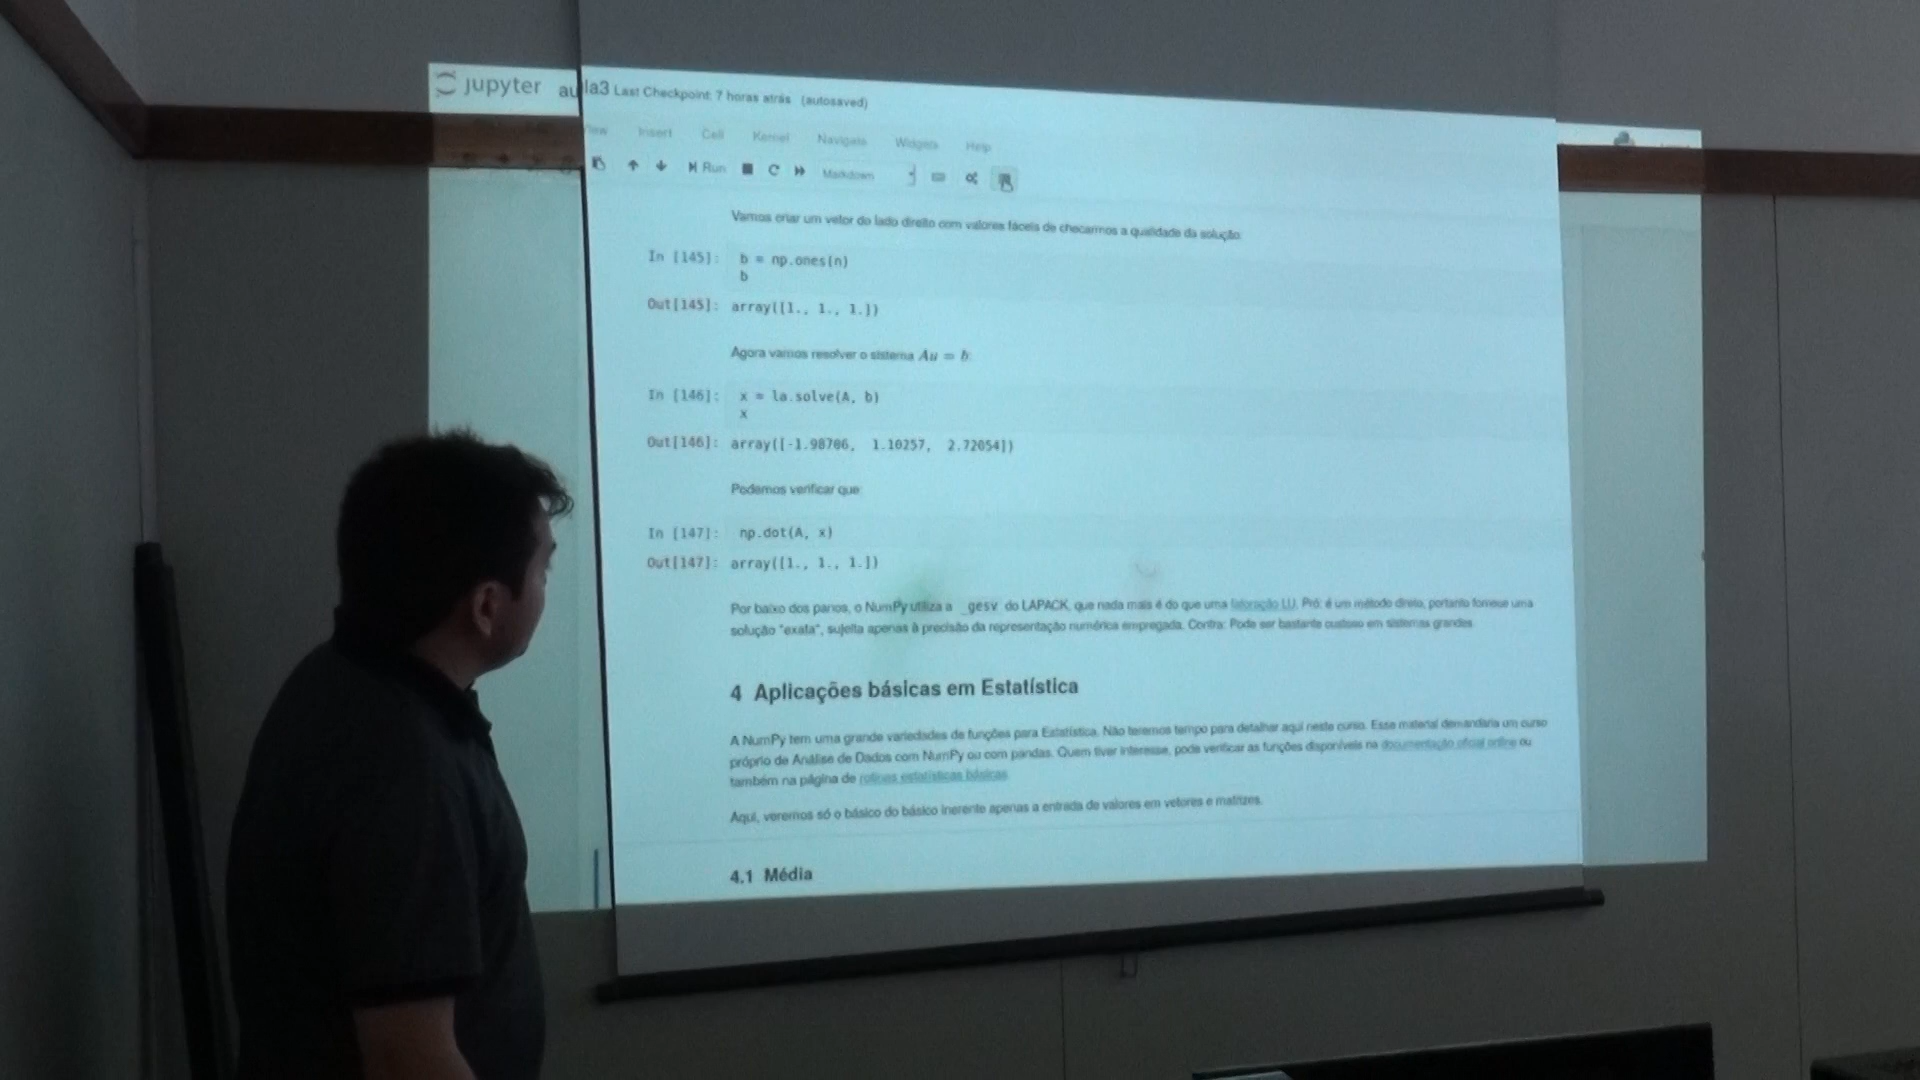 jupyter aula3 Last Checkpoint: 7 horas atrás (autosaved)
View Insert Cell Kernel Navigate Widgets Help
Run Markdown
Vamos criar um vetor do lado direito com valores fáceis de checarmos a qualidade da solução:
In [145]: b = np.ones(n)
b
Out[145]: array([1., 1., 1.])
Agora vamos resolver o sistema Au = b:
In [146]: x = la.solve(A, b)
x
Out[146]: array([-1.98706, 1.10257, 2.72054])
Podemos verificar que:
In [147]: np.dot(A, x)
Out[147]: array([1., 1., 1.])
Por baixo dos panos, o NumPy utiliza a _gesv do LAPACK, que nada mais é do que uma fatoração LU. Pró: é um método direto, portanto fornece uma
solução "exata", sujeita apenas à precisão da representação numérica empregada. Contra: Pode ser bastante custoso em sistemas grandes.
4 Aplicações básicas em Estatística
A NumPy tem uma grande variedades de funções para Estatística. Não teremos tempo para detalhar aqui neste curso. Esse material demandaria um curso
próprio de Análise de Dados com NumPy ou com pandas. Quem tiver interesse, pode verificar as funções disponíveis na documentação oficial online ou
também na página de rotinas estatísticas básicas.
Aqui, veremos só o básico do básico inerente apenas a entrada de valores em vetores e matrizes.
4.1 Média